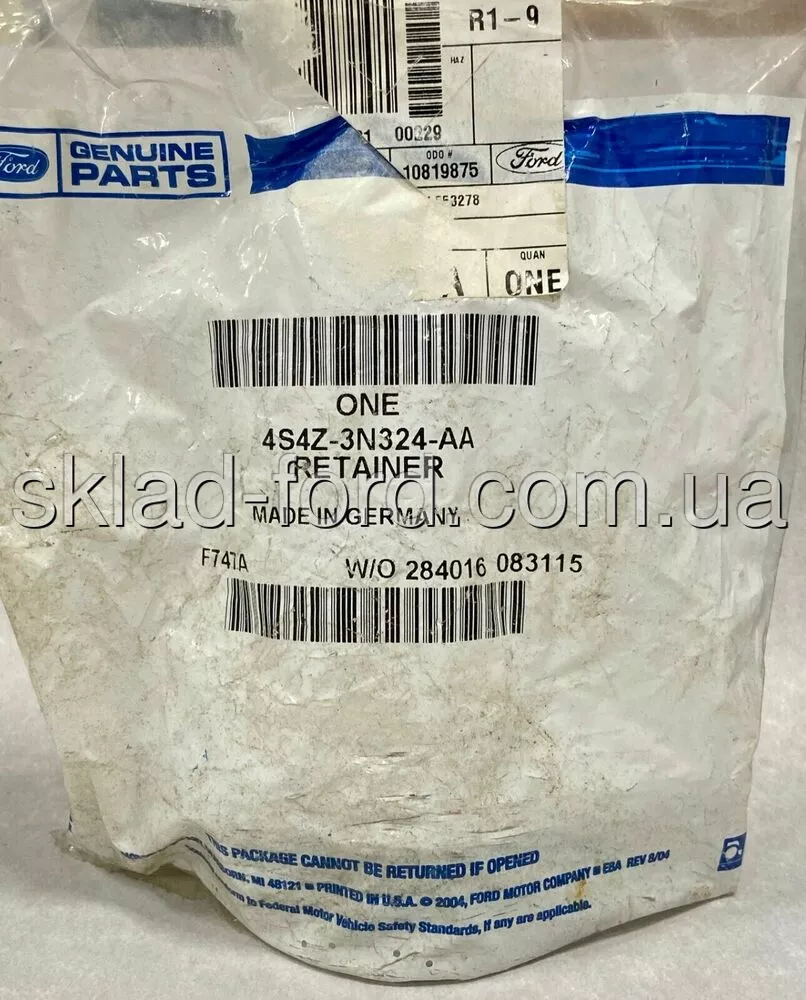 R1-9
HAZ
00229
ODO #
10819875
Ford
53278
QUAN
ONE
Ford
GENUINE
PARTS
ONE
4S4Z-3N324-AA
RETAINER
sklad-ford.com.ua
MADE IN GERMANY
F747A
W/O 284016 083115
PACKAGE CANNOT BE RETURNED IF OPENED
MI 48121 ■ PRINTED IN U.S.A. © 2004, FORD MOTOR COMPANY ■ EBA REV 8/04
to Federal Motor Vehicle Safety Standards, if any are applicable.